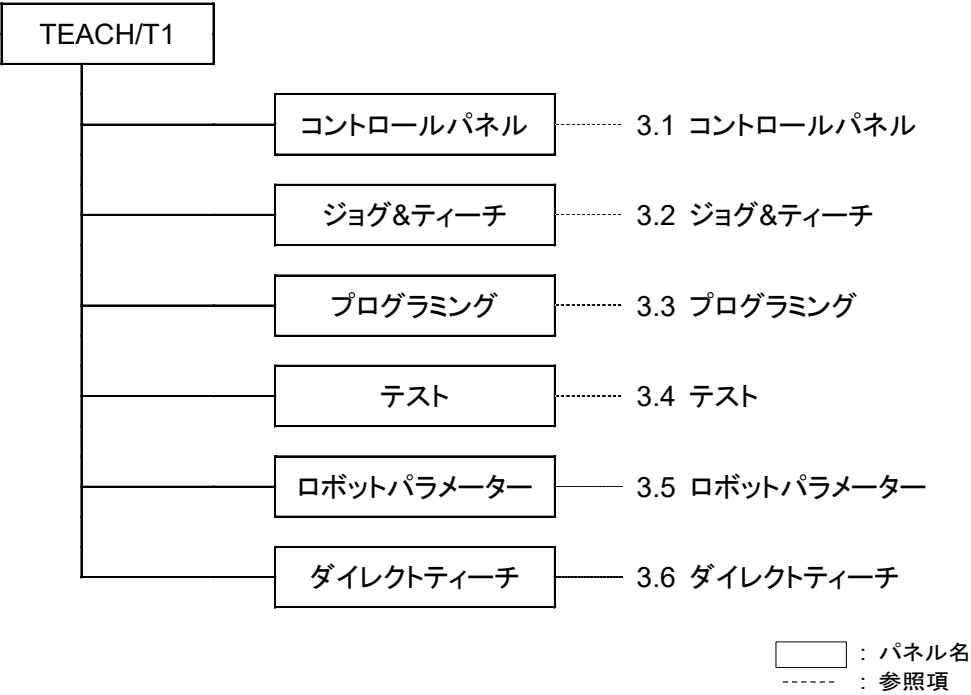 TEACH/T1
コントロールパネル 3.1 コントロールパネル
ジョグ&ティーチ 3.2 ジョグ&ティーチ
プログラミング 3.3 プログラミング
テスト 3.4 テスト
ロボットパラメーター 3.5 ロボットパラメーター
ダイレクトティーチ 3.6 ダイレクトティーチ
: パネル名
: 参照項